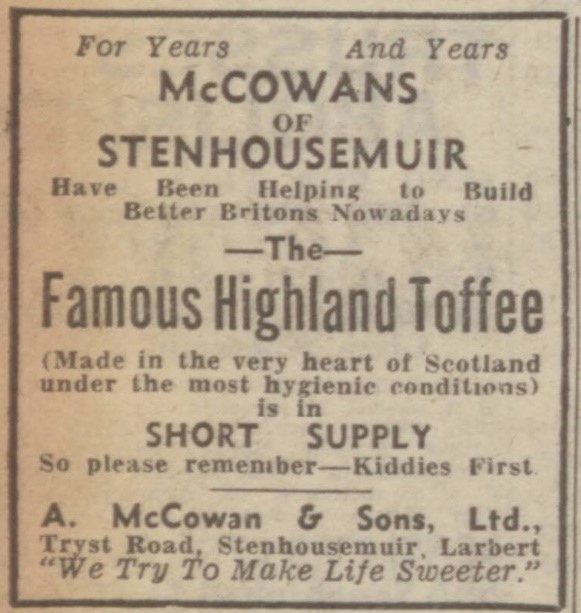 For Years And Years
McCOWANS
OF
STENHOUSEMUIR
Have Been Helping to Build
Better Britons Nowadays
—The—
Famous Highland Toffee
(Made in the very heart of Scotland
under the most hygienic conditions)
is in
SHORT SUPPLY
So please remember—Kiddies First.
A. McCowan & Sons, Ltd.,
Tryst Road, Stenhousemuir, Larbert
"We Try To Make Life Sweeter."